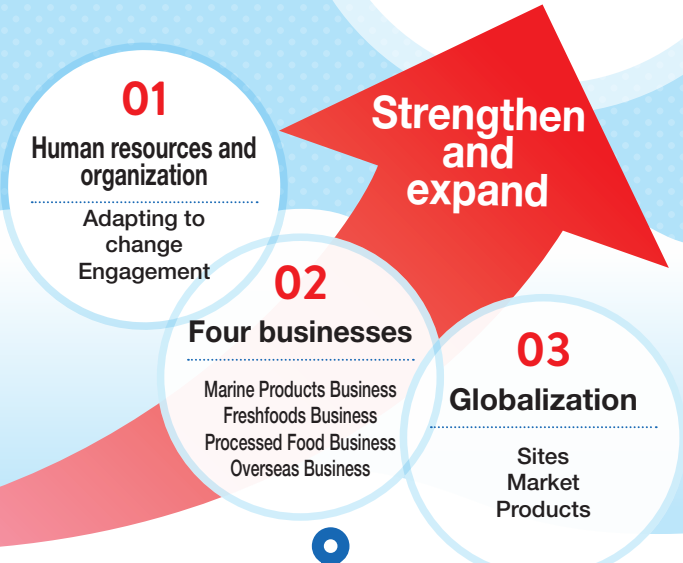 01
Human resources and
organization
Adapting to
change
Engagement
Strengthen
and
expand
02
Four businesses
Marine Products Business
Freshfoods Business
Processed Food Business
Overseas Business
03
Globalization
Sites
Market
Products